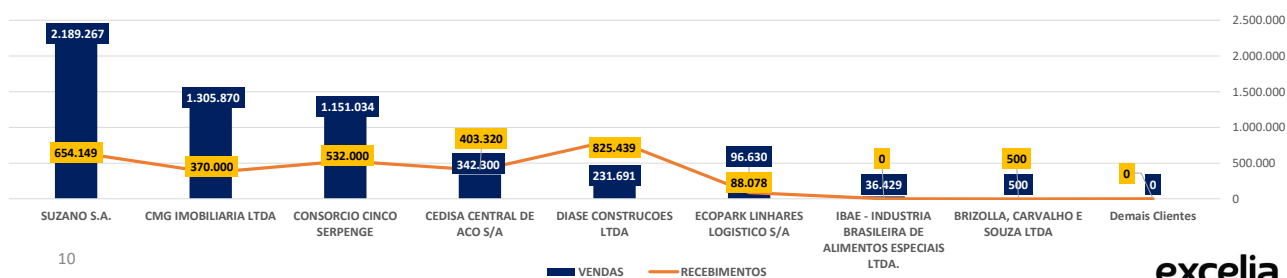 2.500.000
2.189.267
2.000.000
1.305.870
1.500.000
1.151.034
1.000.000
403.320
825.439
654.149
370.000
532.000
342.300
231.691
96.630
88.078
0
36.429
500
500
0
0
500.000
0
SUZANO S.A.
CMG IMOBILIARIA LTDA
CONSORCIO CINCO
SERPENGE
CEDISA CENTRAL DE
ACO S/A
DIASE CONSTRUCOES
LTDA
ECOPARK LINHARES
LOGISTICO S/A
IBAE - INDUSTRIA
BRASILEIRA DE
ALIMENTOS ESPECIAIS
LTDA.
BRIZOLLA, CARVALHO E
SOUZA LTDA
Demais Clientes
10
VENDAS
RECEBIMENTOS
excelia